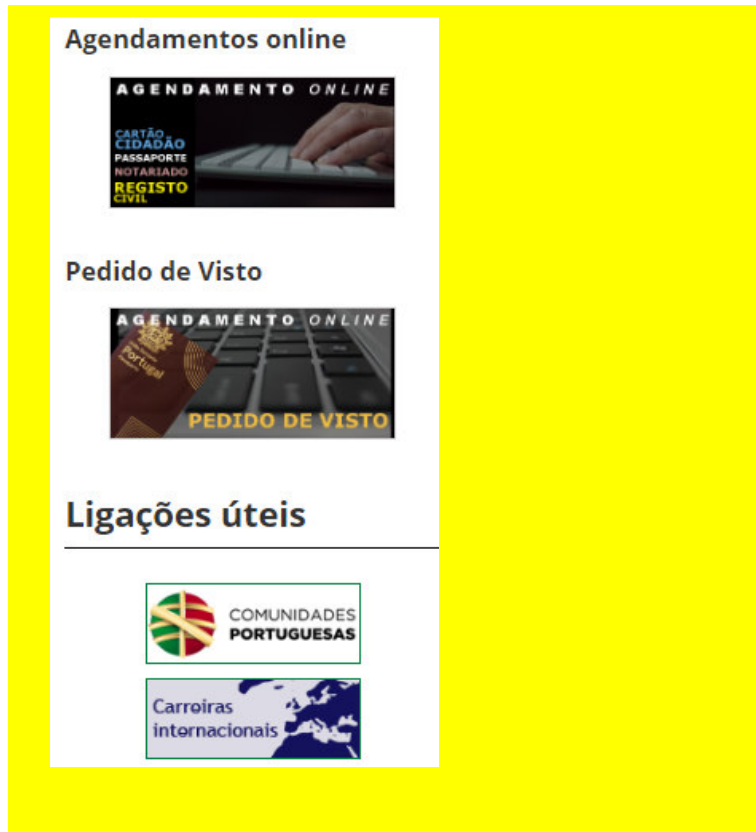 Agendamentos online
AGENDAMENTO ONLINE
CARTÃO
CIDADÃO
PASSAPORTE
NOTARIADO
REGISTO
CIVIL
Pedido de Visto
AGENDAMENTO ONLINE
Portugal
PEDIDO DE VISTO
Ligações úteis
COMUNIDADES
PORTUGUESAS
Carreiras
internacionais